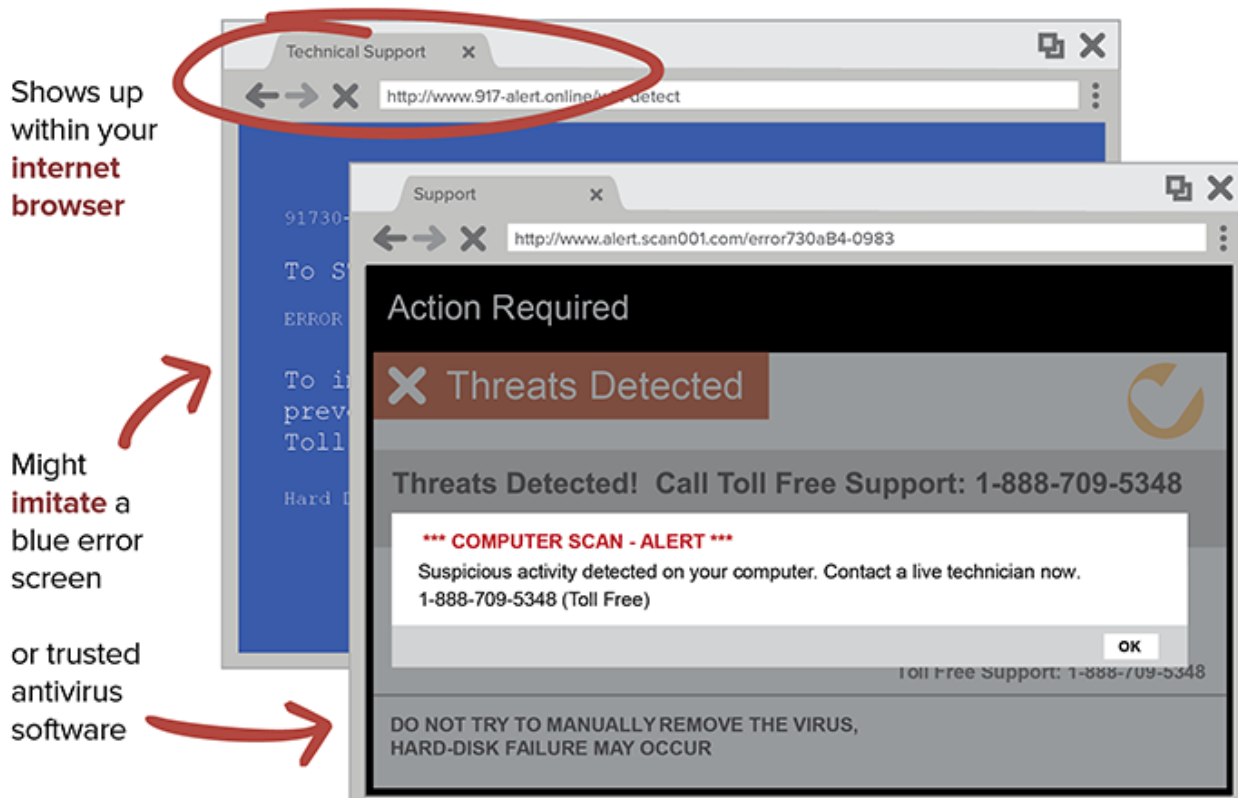 Shows up
within your
internet
browser
Might
imitate a
blue error
screen
or trusted
antivirus
software
Technical Support
http://www.917-alert.online/
detect
91730-
To
ERROR
To
Toll
Hard
Support
http://www.alert.scan001.com/error730aB4-0983
Action Required
Threats Detected
Threats Detected! Call Toll Free Support: 1-888-709-5348
*** COMPUTER SCAN - ALERT ***
Suspicious activity detected on your computer. Contact a live technician now.
1-888-709-5348 (Toll Free)
OK
Toll Free Support: 1-888-709-5348
DO NOT TRY TO MANUALLY REMOVE THE VIRUS,
HARD-DISK FAILURE MAY OCCUR